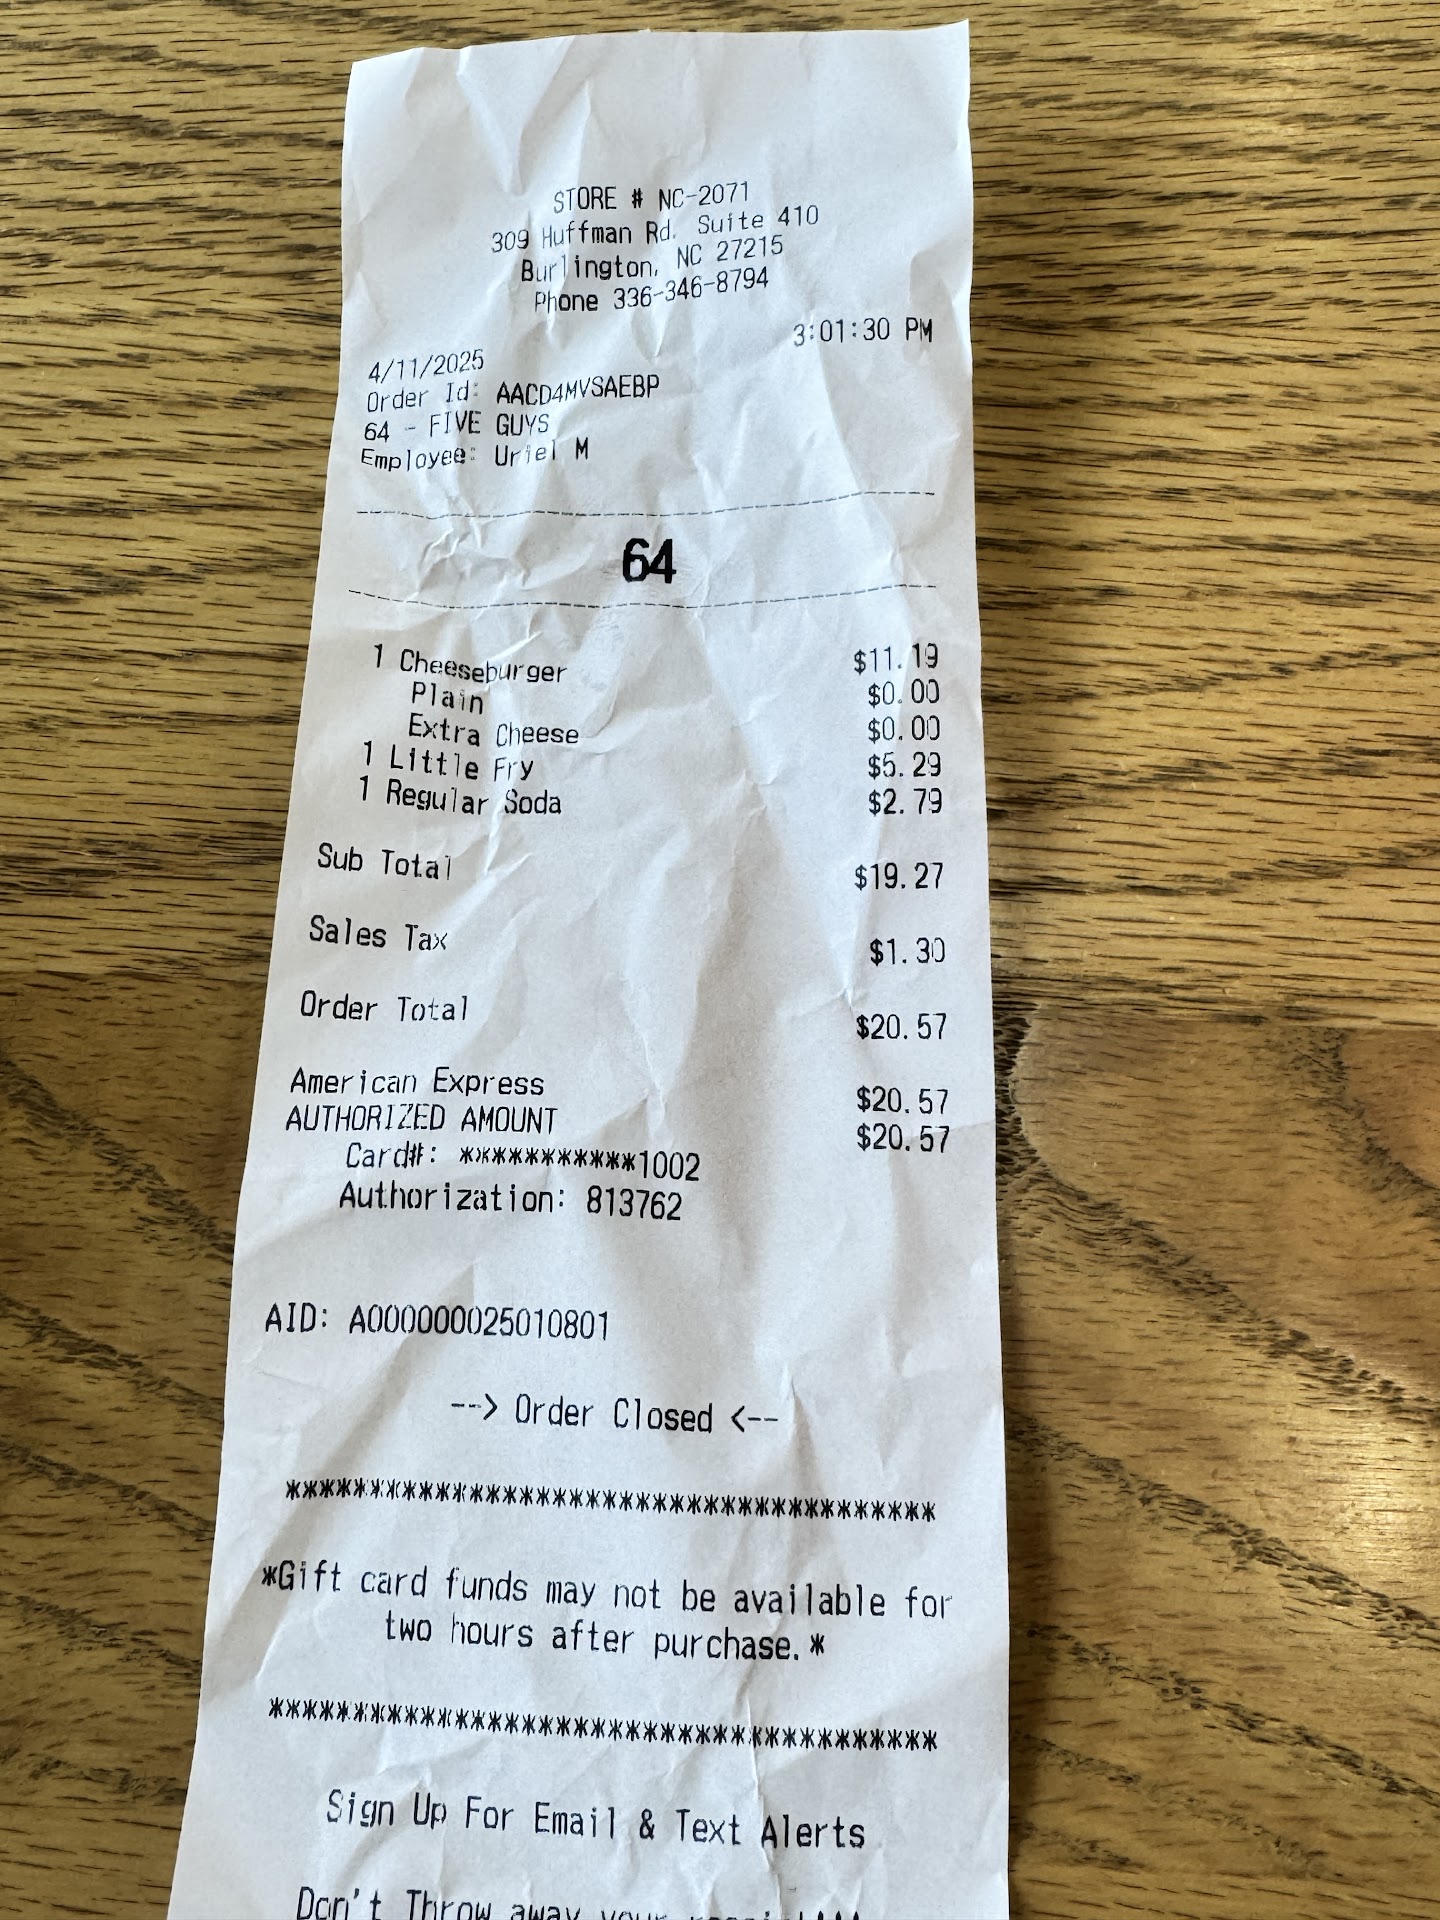 STORE # NC-2071
309 Huffman Rd. Suite 410
Burlington, NC 27215
Phone 336-346-8794
4/11/2025 3:01:30 PM
Order Id: AACD4MVSAEBP
64 - FIVE GUYS
Employee: Uriel M
64
1 Cheeseburger $11.19
Plain $0.00
Extra Cheese $0.00
1 Little Fry $5.29
1 Regular Soda $2.79
Sub Total $19.27
Sales Tax $1.30
Order Total $20.57
American Express $20.57
AUTHORIZED AMOUNT $20.57
Card#: ***********1002
Authorization: 813762
AID: A000000025010801
--> Order Closed <--
***************************************
*Gift card funds may not be available for
two hours after purchase.*
****************************************
Sign Up For Email & Text Alerts
Don't Throw away your